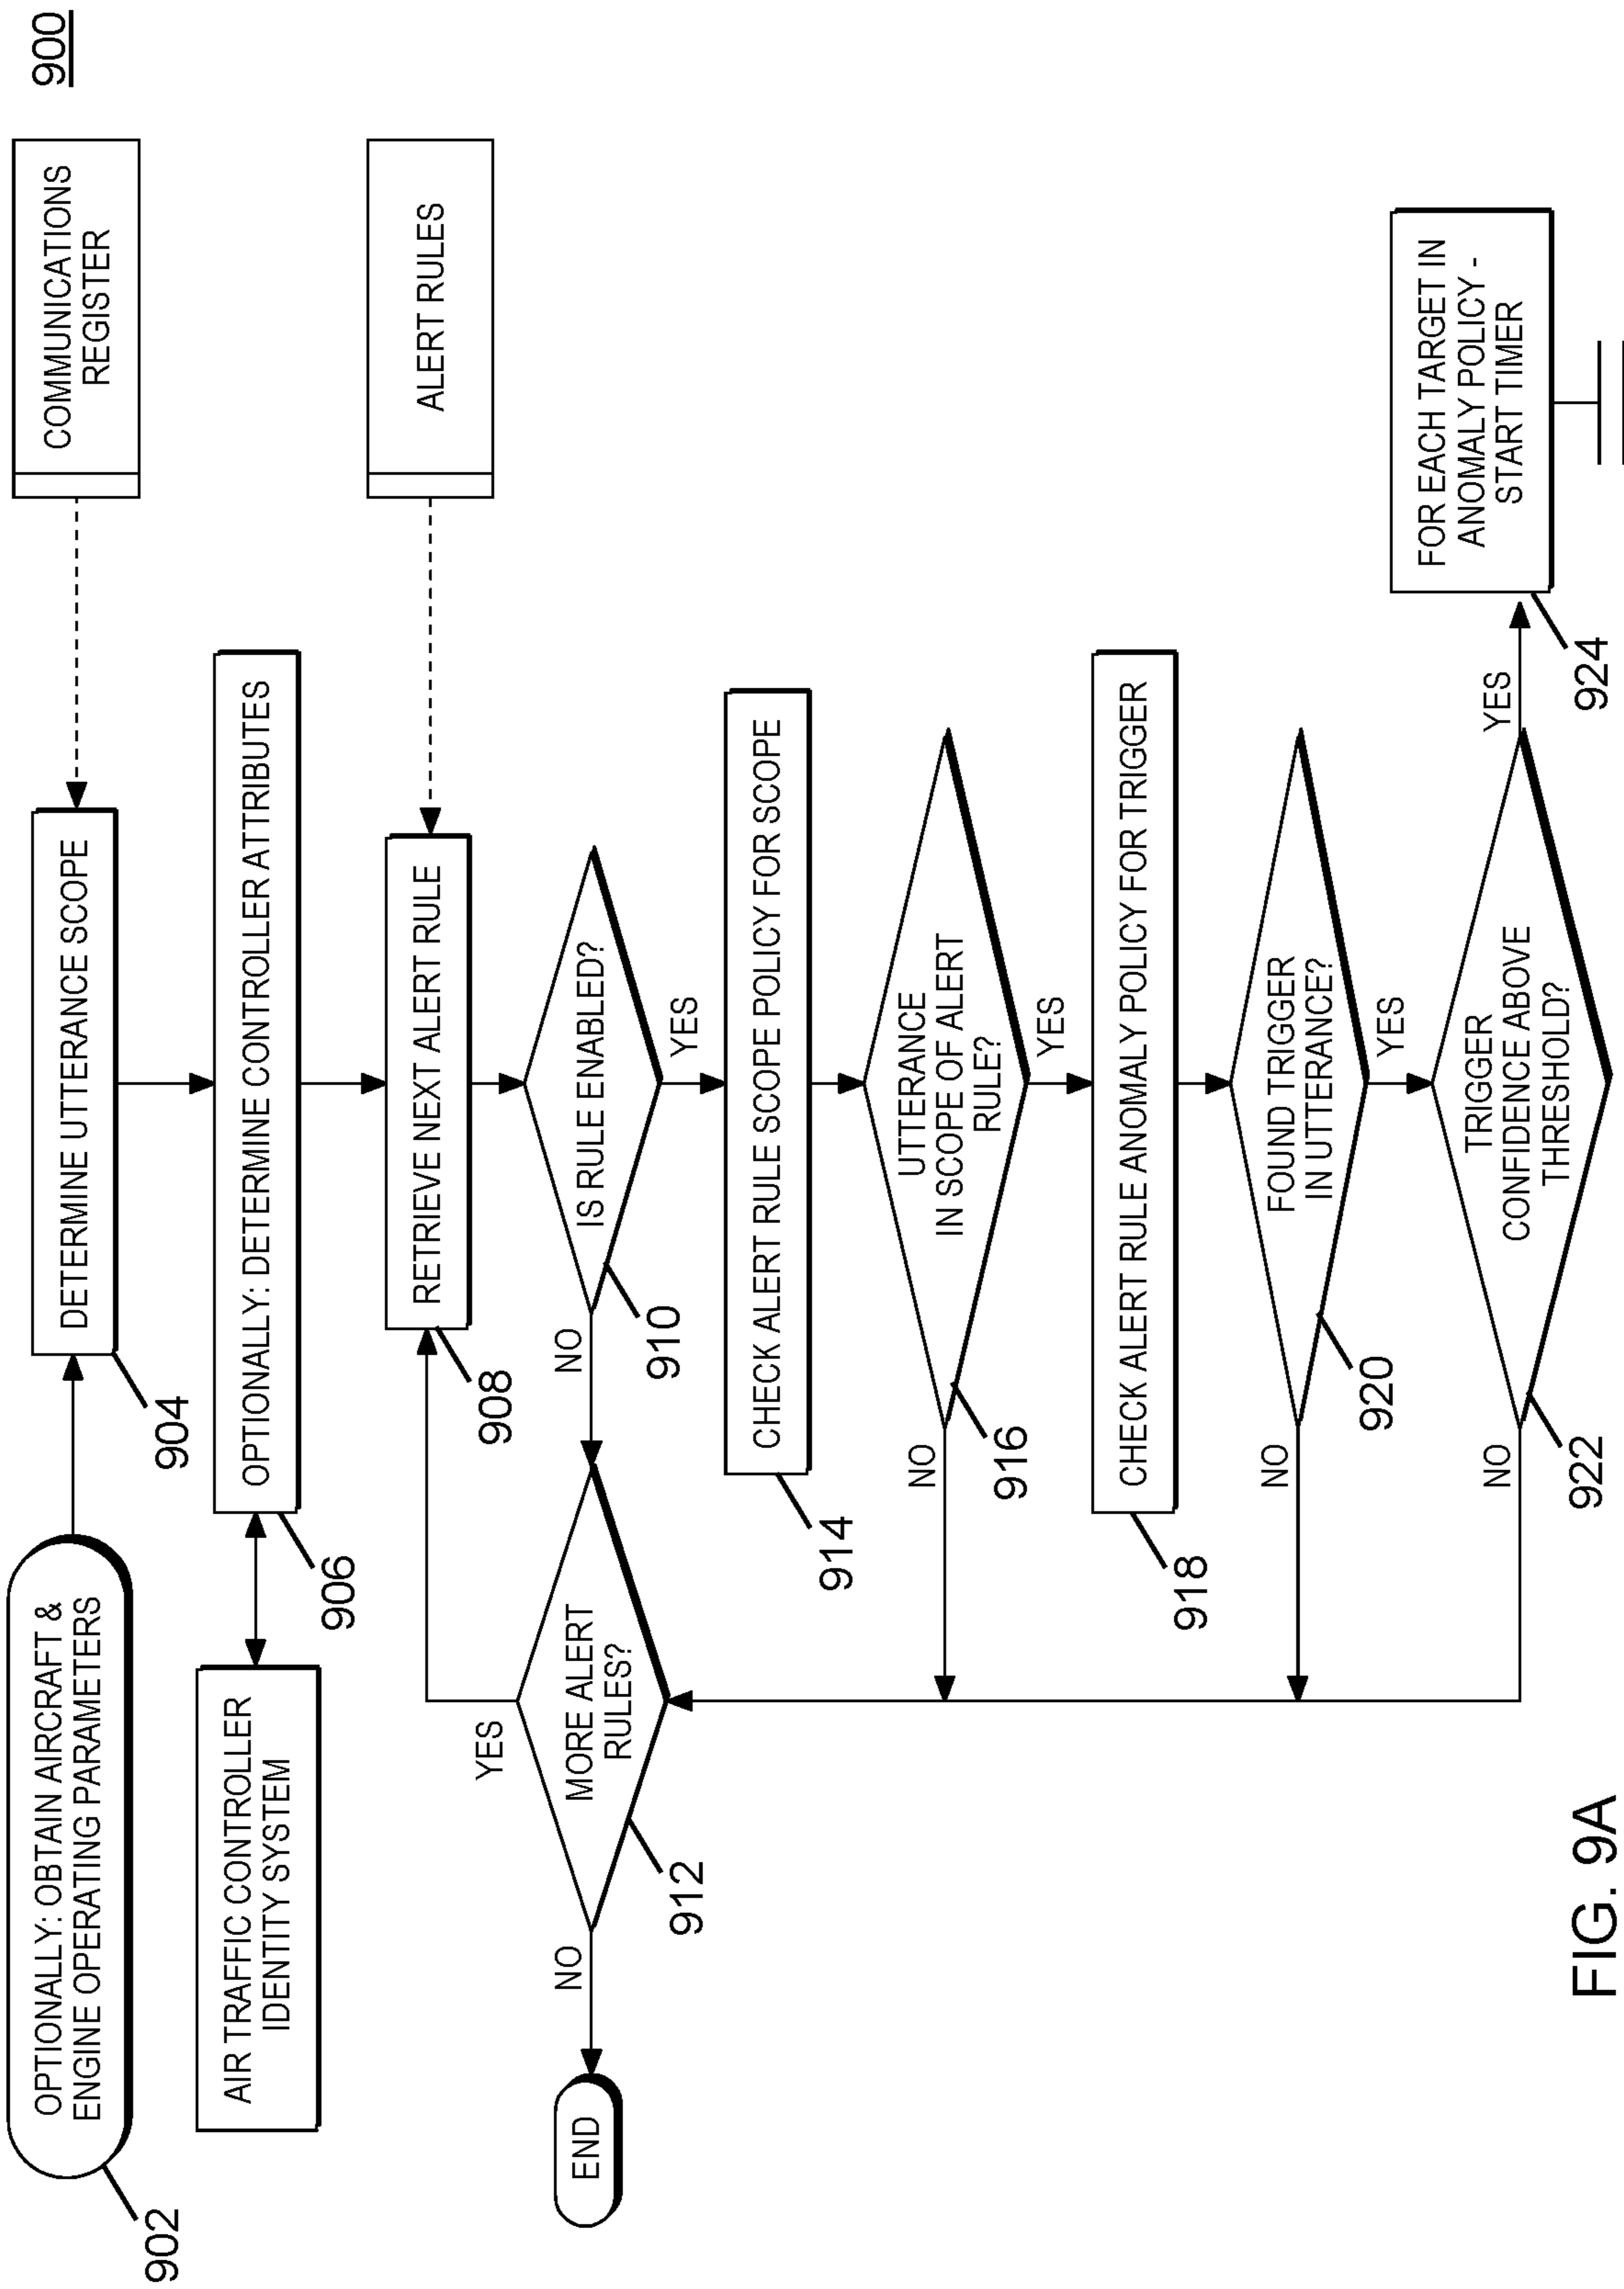 900
OPTIONALLY: OBTAIN AIRCRAFT &
ENGINE OPERATING PARAMETERS
902
DETERMINE UTTERANCE SCOPE
904
COMMUNICATIONS
REGISTER
AIR TRAFFIC CONTROLLER
IDENTITY SYSTEM
OPTIONALLY: DETERMINE CONTROLLER ATTRIBUTES
906
RETRIEVE NEXT ALERT RULE
908
ALERT RULES
IS RULE ENABLED?
910
NO
YES
MORE ALERT
RULES?
912
YES
NO
END
CHECK ALERT RULE SCOPE POLICY FOR SCOPE
914
UTTERANCE
IN SCOPE OF ALERT
RULE?
916
NO
YES
CHECK ALERT RULE ANOMALY POLICY FOR TRIGGER
918
FOUND TRIGGER
IN UTTERANCE?
920
NO
YES
TRIGGER
CONFIDENCE ABOVE
THRESHOLD?
922
NO
YES
FOR EACH TARGET IN
ANOMALY POLICY -
START TIMER
924
FIG. 9A